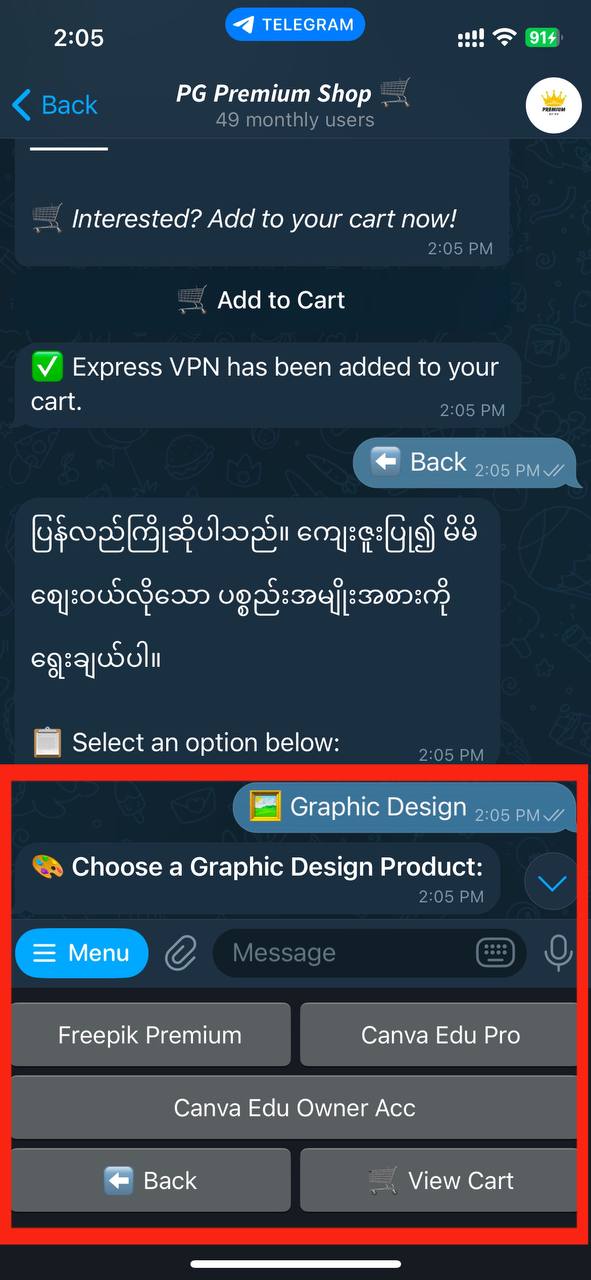 2:05
TELEGRAM
91
Back
PG Premium Shop
49 monthly users
PREMIUM
Interested? Add to your cart now!
2:05 PM
Add to Cart
Express VPN has been added to your
cart.
2:05 PM
Back 2:05 PM
ပြန်လည်ကြိုဆိုပါသည်။ ကျေးဇူးပြု၍ မိမိ
ဈေးဝယ်လိုသော ပစ္စည်းအမျိုးအစားကို
ရွေးချယ်ပါ။
📋 Select an option below:
2:05 PM
Graphic Design 2:05 PM
Choose a Graphic Design Product:
2:05 PM
Menu
Message
Freepik Premium
Canva Edu Pro
Canva Edu Owner Acc
Back
View Cart